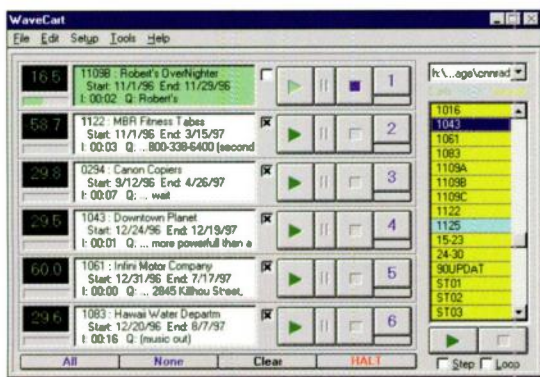 WaveCart
File Edit Setup Tools Help
16.5
1109B : Robert's OverNighter
Start: 11/1/96 End: 11/29/96
I: 00:02 Q: Robert's
1
58.7
1122 : MBR Fitness Tabes
Start: 11/1/96 End: 3/15/97
I: 00:03 Q: ... 800-338-6400 (second
2
29.8
0294 : Canon Copiers
Start: 9/12/96 End: 4/26/97
I: 00:07 Q: ... wait
3
29.5
1043 : Downtown Planet
Start: 12/24/96 End: 12/19/97
I: 00:01 Q: ... more powerfull than a
4
60.0
1061 : Infini Motor Company
Start: 12/31/96 End: 7/17/97
I: 00:00 Q: ... 2845 Killhou Street,
5
29.6
1083 : Hawaii Water Departm
Start: 12/20/96 End: 8/7/97
I: 00:16 Q: (music out)
6
All None Clear HALT
h:\...age\cnnrad
1016
1043
1061
1083
1109A
1109B
1109C
1122
1125
15-23
24-30
90UPDAT
ST01
ST02
ST03
Step Loop